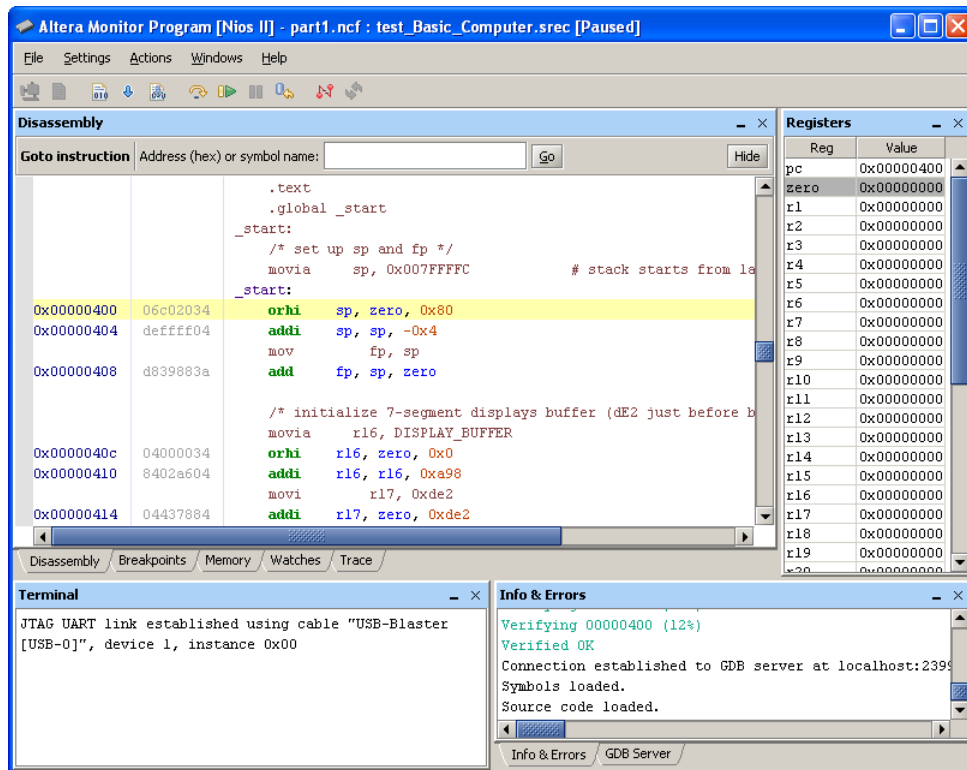 Altera Monitor Program [Nios II] - part1.ncf : test_Basic_Computer.srec [Paused]
File Settings Actions Windows Help
Disassembly
Goto instruction Address (hex) or symbol name: Go Hide
.text
.global _start
_start:
/* set up sp and fp */
movia sp, 0x007FFFFC # stack starts from la
_start:
0x00000400 06c02034 orhi sp, zero, 0x80
0x00000404 deffff04 addi sp, sp, -0x4
mov fp, sp
0x00000408 d839883a add fp, sp, zero
/* initialize 7-segment displays buffer (dE2 just before b
movia r16, DISPLAY_BUFFER
0x0000040c 04000034 orhi r16, zero, 0x0
0x00000410 8402a604 addi r16, r16, 0xa98
movi r17, 0xde2
0x00000414 04437884 addi r17, zero, 0xde2
Disassembly Breakpoints Memory Watches Trace
Registers
Reg Value
pc 0x00000400
zero 0x00000000
r1 0x00000000
r2 0x00000000
r3 0x00000000
r4 0x00000000
r5 0x00000000
r6 0x00000000
r7 0x00000000
r8 0x00000000
r9 0x00000000
r10 0x00000000
r11 0x00000000
r12 0x00000000
r13 0x00000000
r14 0x00000000
r15 0x00000000
r16 0x00000000
r17 0x00000000
r18 0x00000000
r19 0x00000000
r20 0x00000000
Terminal
JTAG UART link established using cable "USB-Blaster
[USB-0]", device 1, instance 0x00
Info & Errors
Verifying 00000400 (12%)
Verified OK
Connection established to GDB server at localhost:2399
Symbols loaded.
Source code loaded.
Info & Errors GDB Server